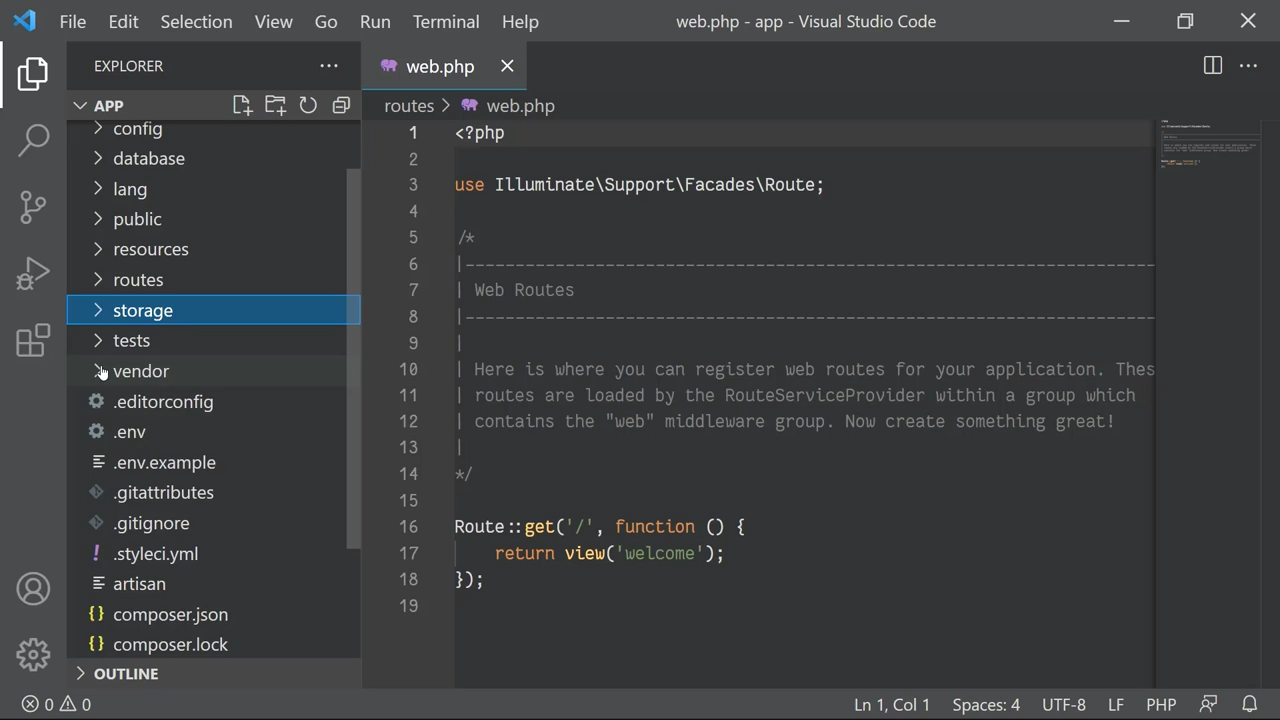 File Edit Selection View Go Run Terminal Help web.php - app - Visual Studio Code
EXPLORER
APP
config
database
lang
public
resources
routes
storage
tests
vendor
.editorconfig
.env
.env.example
.gitattributes
.gitignore
.styleci.yml
artisan
composer.json
composer.lock
OUTLINE
web.php
routes > web.php
1 <?php
2
3 use Illuminate\Support\Facades\Route;
4
5 /*
6 |---------------------------------------------------------------------
7 | Web Routes
8 |---------------------------------------------------------------------
9 |
10 | Here is where you can register web routes for your application. Thes
11 | routes are loaded by the RouteServiceProvider within a group which
12 | contains the "web" middleware group. Now create something great!
13 |
14 */
15
16 Route::get('/', function () {
17 return view('welcome');
18 });
19
0 0 Ln 1, Col 1 Spaces: 4 UTF-8 LF PHP